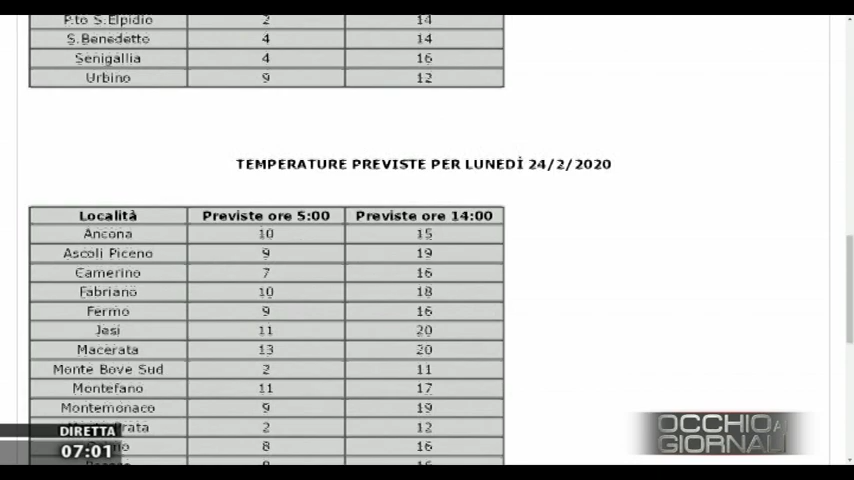 P.to S.Elpidio 2 14
S.Benedetto 4 14
Senigallia 4 16
Urbino 9 12
TEMPERATURE PREVISTE PER LUNEDÌ 24/2/2020
Località Previste ore 5:00 Previste ore 14:00
Ancona 10 15
Ascoli Piceno 9 19
Camerino 7 16
Fabriano 10 18
Fermo 9 16
Jesi 11 20
Macerata 13 20
Monte Bove Sud 2 11
Montefano 11 17
Montemonaco 9 19
2 12
8 16
DIRETTA
07:01
OCCHIO AI
GIORNALI